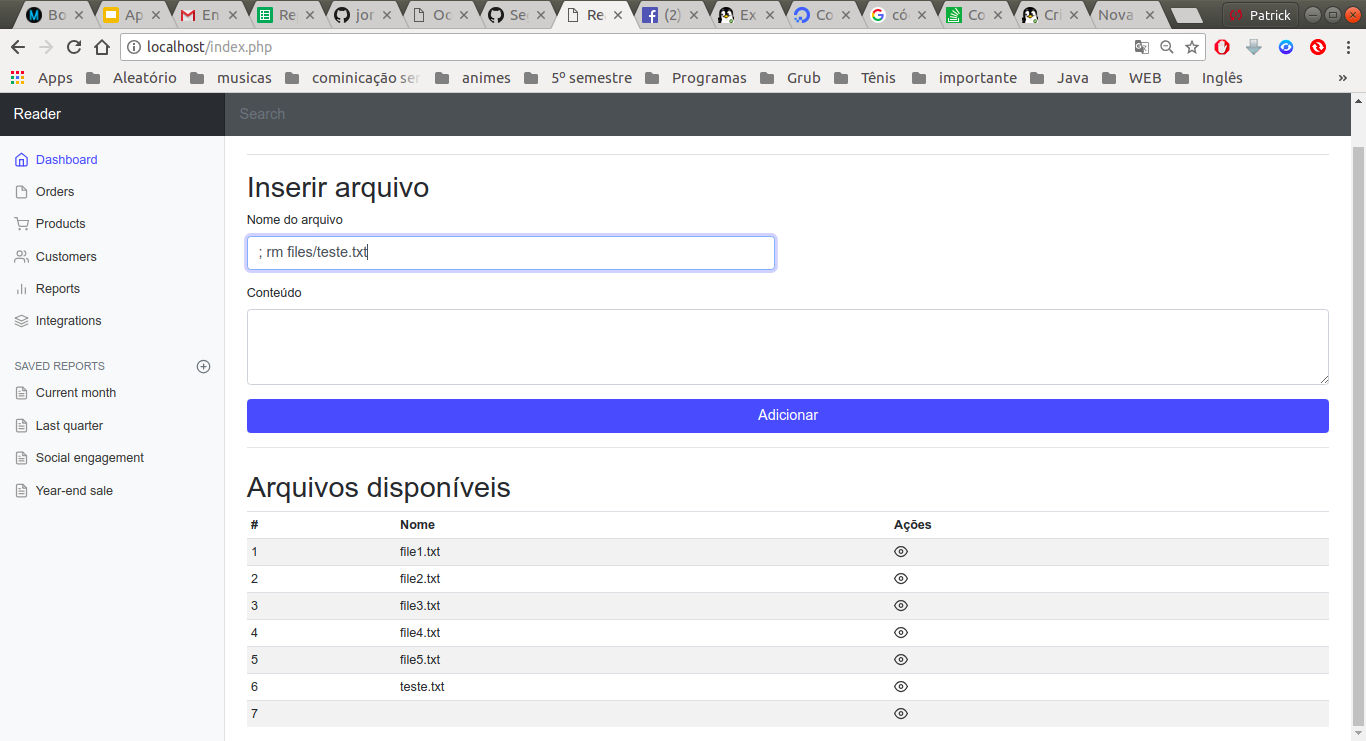 Bo Ap En Re jor Oc Se Re (2) Ex Co có Co Cri Nova Patrick
localhost/index.php
Apps Aleatório musicas cominicação ser animes 5º semestre Programas Grub Tênis importante Java WEB Inglês »
Reader Search
Dashboard
Orders
Products
Customers
Reports
Integrations
SAVED REPORTS
Current month
Last quarter
Social engagement
Year-end sale
Inserir arquivo
Nome do arquivo
; rm files/teste.txt
Conteúdo
Adicionar
Arquivos disponíveis
# Nome Ações
1 file1.txt
2 file2.txt
3 file3.txt
4 file4.txt
5 file5.txt
6 teste.txt
7